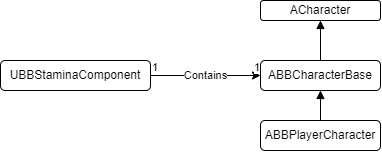 ACharacter
UBBStaminaComponent
1
Contains
1
ABBCharacterBase
ABBPlayerCharacter